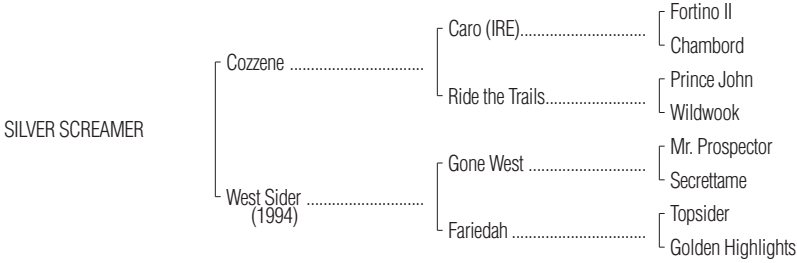 Fortino II
Caro (IRE)..............................
Chambord
Cozzene ................................
Prince John
Ride the Trails........................
Wildwook
SILVER SCREAMER
Mr. Prospector
Gone West ............................
Secrettame
West Sider ............................
(1994)
Topsider
Fariedah ................................
Golden Highlights